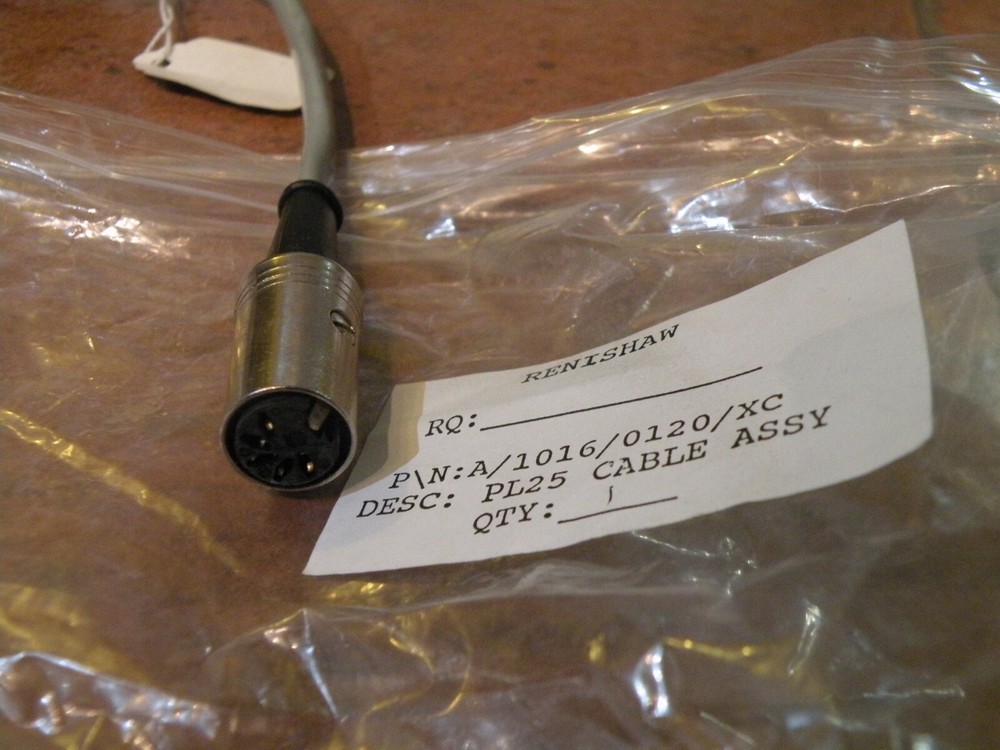 RENISHAW
RQ:
P\N:A/1016/0120/XC
DESC: PL25 CABLE ASSY
QTY: 1